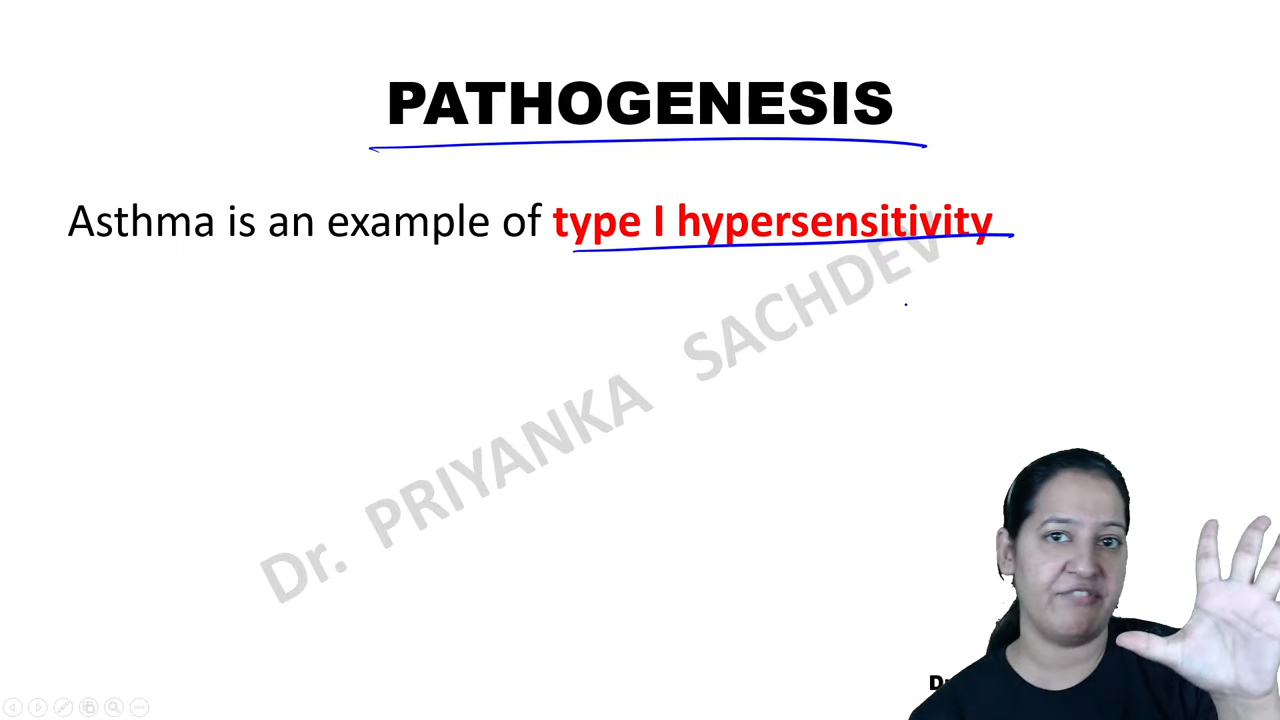 PATHOGENESIS
Asthma is an example of type I hypersensitivity
Dr. PRIYANKA SACHDEV